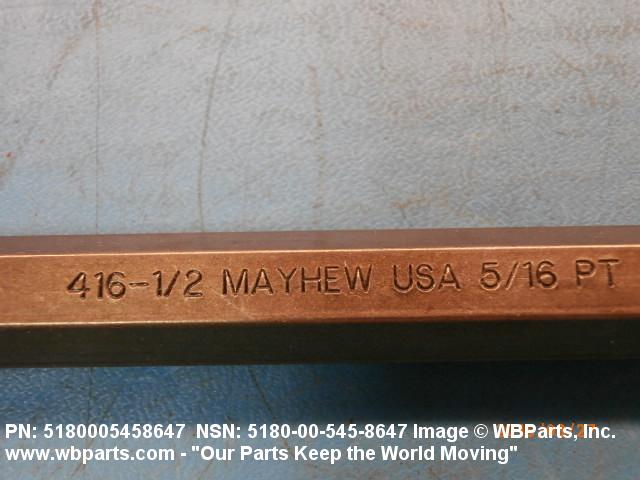 416-1/2 MAYHEW USA 5/16 PT
PN: 5180005458647 NSN: 5180-00-545-8647 Image © WBParts, Inc.
www.wbparts.com - "Our Parts Keep the World Moving"